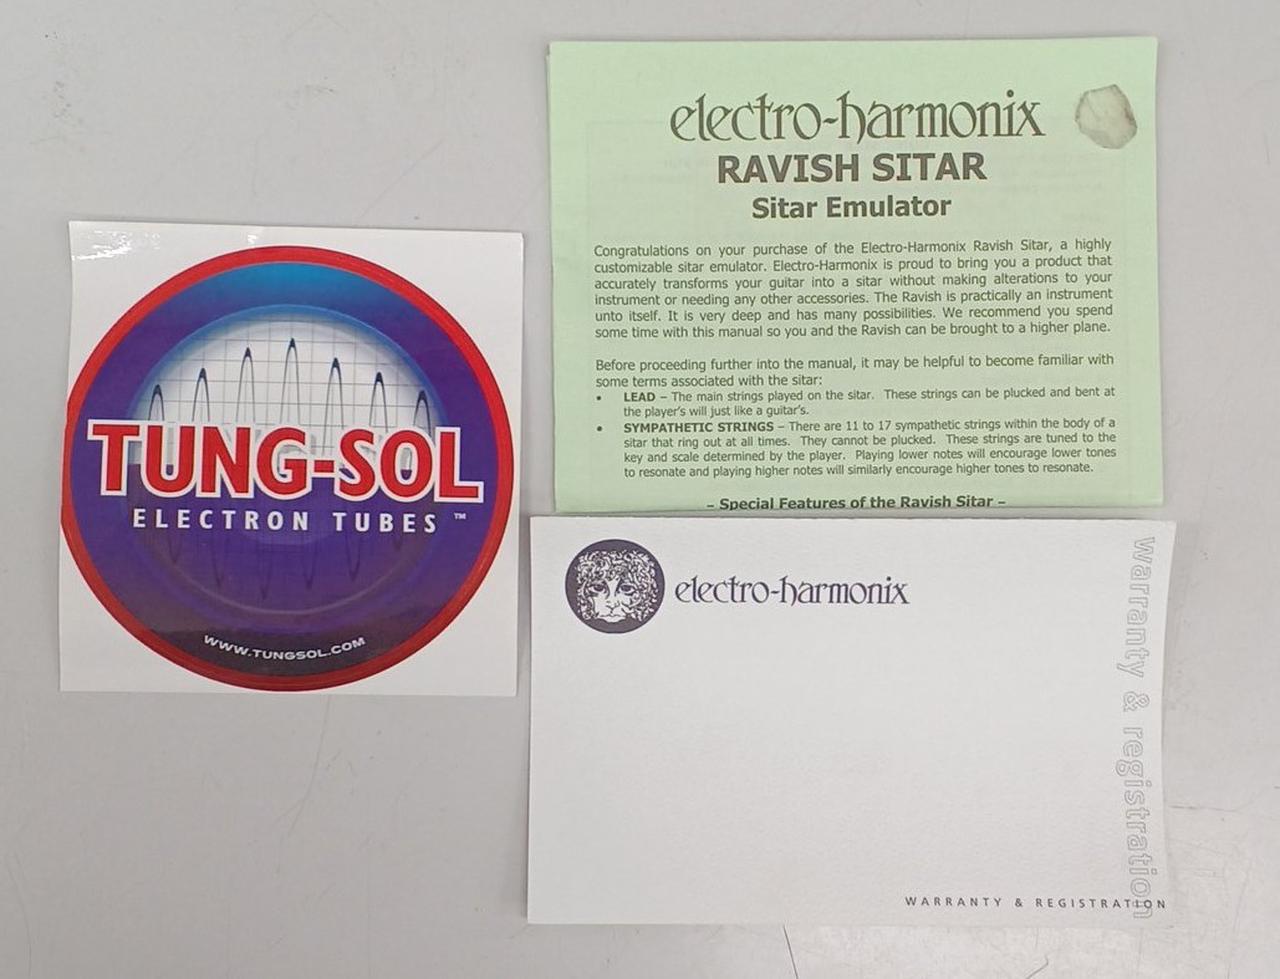 TUNG-SOL
ELECTRON TUBES ™
WWW.TUNGSOL.COM
electro-harmonix
RAVISH SITAR
Sitar Emulator
Congratulations on your purchase of the Electro-Harmonix Ravish Sitar, a highly
customizable sitar emulator. Electro-Harmonix is proud to bring you a product that
accurately transforms your guitar into a sitar without making alterations to your
instrument or needing any other accessories. The Ravish is practically an instrument
unto itself. It is very deep and has many possibilities. We recommend you spend
some time with this manual so you and the Ravish can be brought to a higher plane.
Before proceeding further into the manual, it may be helpful to become familiar with
some terms associated with the sitar:
• LEAD – The main strings played on the sitar. These strings can be plucked and bent at
the player's will just like a guitar's.
• SYMPATHETIC STRINGS – There are 11 to 17 sympathetic strings within the body of a
sitar that ring out at all times. They cannot be plucked. These strings are tuned to the
key and scale determined by the player. Playing lower notes will encourage lower tones
to resonate and playing higher notes will similarly encourage higher tones to resonate.
– Special Features of the Ravish Sitar –
electro-harmonix
warranty & registration
WARRANTY & REGISTRATION